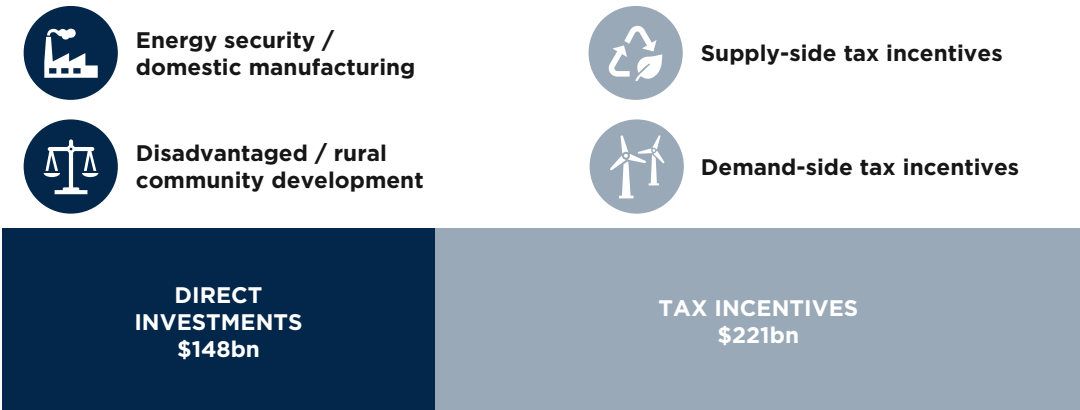 Energy security /
domestic manufacturing
Supply-side tax incentives
Disadvantaged / rural
community development
Demand-side tax incentives
DIRECT
INVESTMENTS
$148bn
TAX INCENTIVES
$221bn